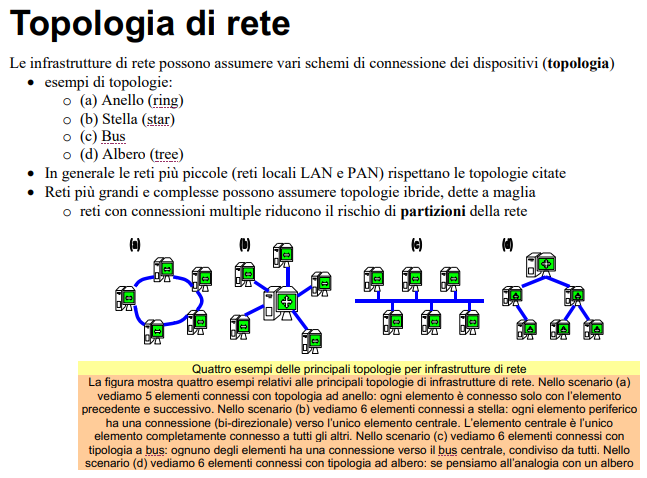 Topologia di rete
Le infrastrutture di rete possono assumere vari schemi di connessione dei dispositivi (topologia)
• esempi di topologie:
o (a) Anello (ring)
o (b) Stella (star)
o (c) Bus
o (d) Albero (tree)
• In generale le reti più piccole (reti locali LAN e PAN) rispettano le topologie citate
• Reti più grandi e complesse possono assumere topologie ibride, dette a maglia
o reti con connessioni multiple riducono il rischio di partizioni della rete
(a) (b) (c) (d)
Quattro esempi delle principali topologie per infrastrutture di rete
La figura mostra quattro esempi relativi alle principali topologie di infrastrutture di rete. Nello scenario (a)
vediamo 5 elementi connessi con topologia ad anello: ogni elemento è connesso solo con l'elemento
precedente e successivo. Nello scenario (b) vediamo 6 elementi connessi a stella: ogni elemento periferico
ha una connessione (bi-direzionale) verso l'unico elemento centrale. L'elemento centrale è l'unico
elemento completamente connesso a tutti gli altri. Nello scenario (c) vediamo 6 elementi connessi con
tipologia a bus: ognuno degli elementi ha una connessione verso il bus centrale, condiviso da tutti. Nello
scenario (d) vediamo 6 elementi connessi con tipologia ad albero: se pensiamo all'analogia con un albero